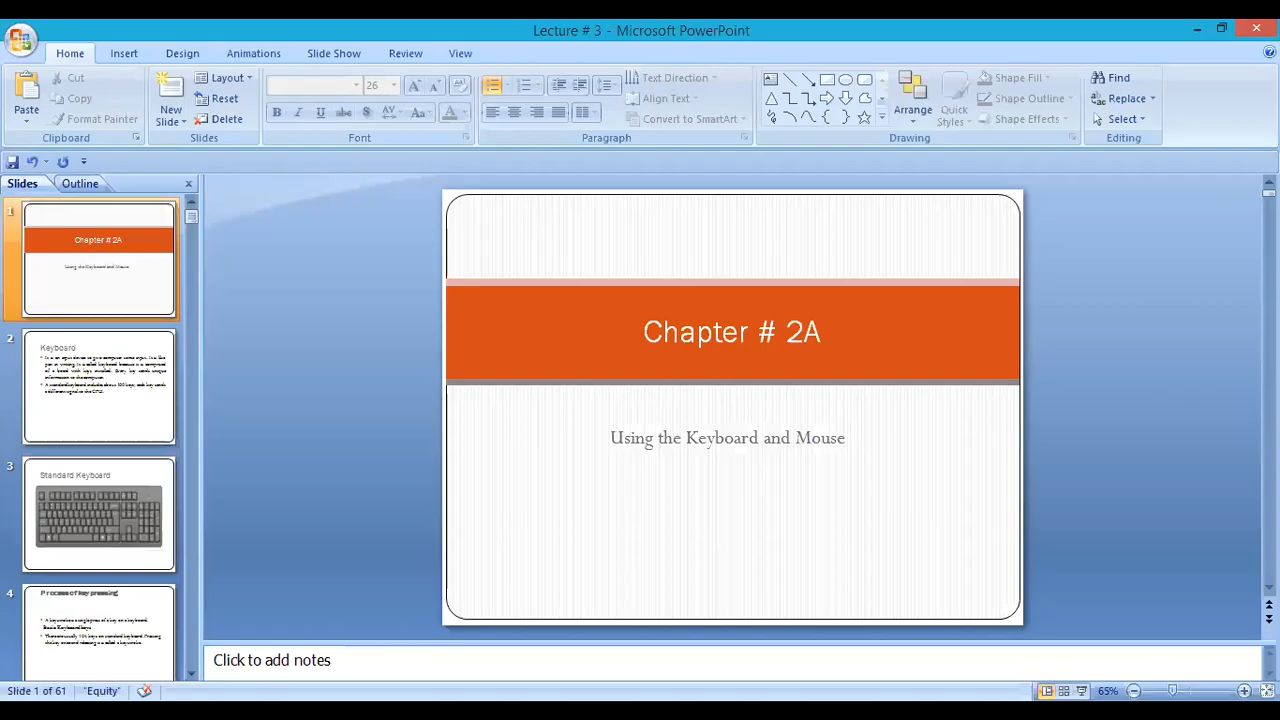 Lecture # 3 - Microsoft PowerPoint
Home Insert Design Animations Slide Show Review View
Paste
Cut
Copy
Format Painter
Clipboard
New Slide
Layout
Reset
Delete
Slides
26
Font
Text Direction
Align Text
Convert to SmartArt
Paragraph
Arrange
Quick Styles
Shape Fill
Shape Outline
Shape Effects
Drawing
Find
Replace
Select
Editing
Slides Outline
1
Chapter # 2A
Using the Keyboard and Mouse
2
Keyboard
3
Standard Keyboard
4
Process of key pressing
Chapter # 2A
Using the Keyboard and Mouse
Click to add notes
Slide 1 of 61 "Equity" 65%